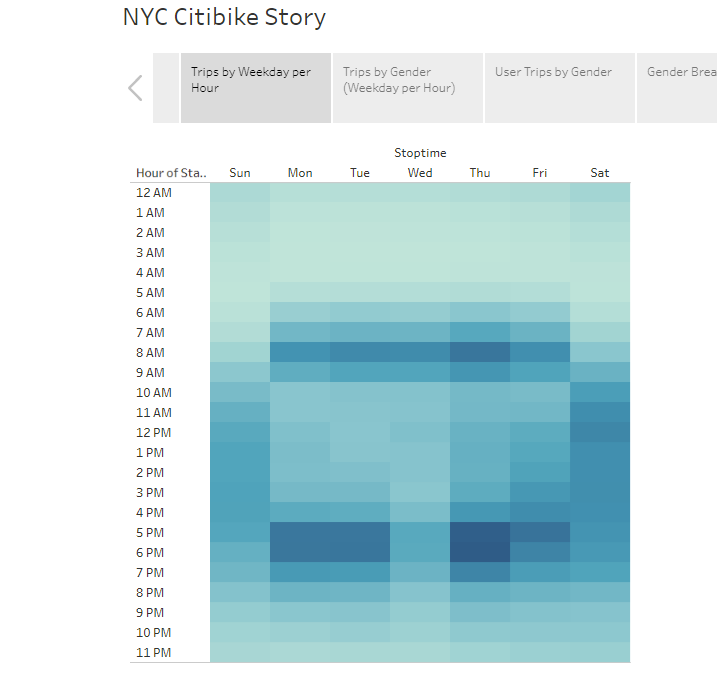 NYC Citibike Story
Trips by Weekday per
Hour
Trips by Gender
(Weekday per Hour)
User Trips by Gender
Gender Brea
Stoptime
Hour of Sta.. Sun Mon Tue Wed Thu Fri Sat
12 AM
1 AM
2 AM
3 AM
4 AM
5 AM
6 AM
7 AM
8 AM
9 AM
10 AM
11 AM
12 PM
1 PM
2 PM
3 PM
4 PM
5 PM
6 PM
7 PM
8 PM
9 PM
10 PM
11 PM